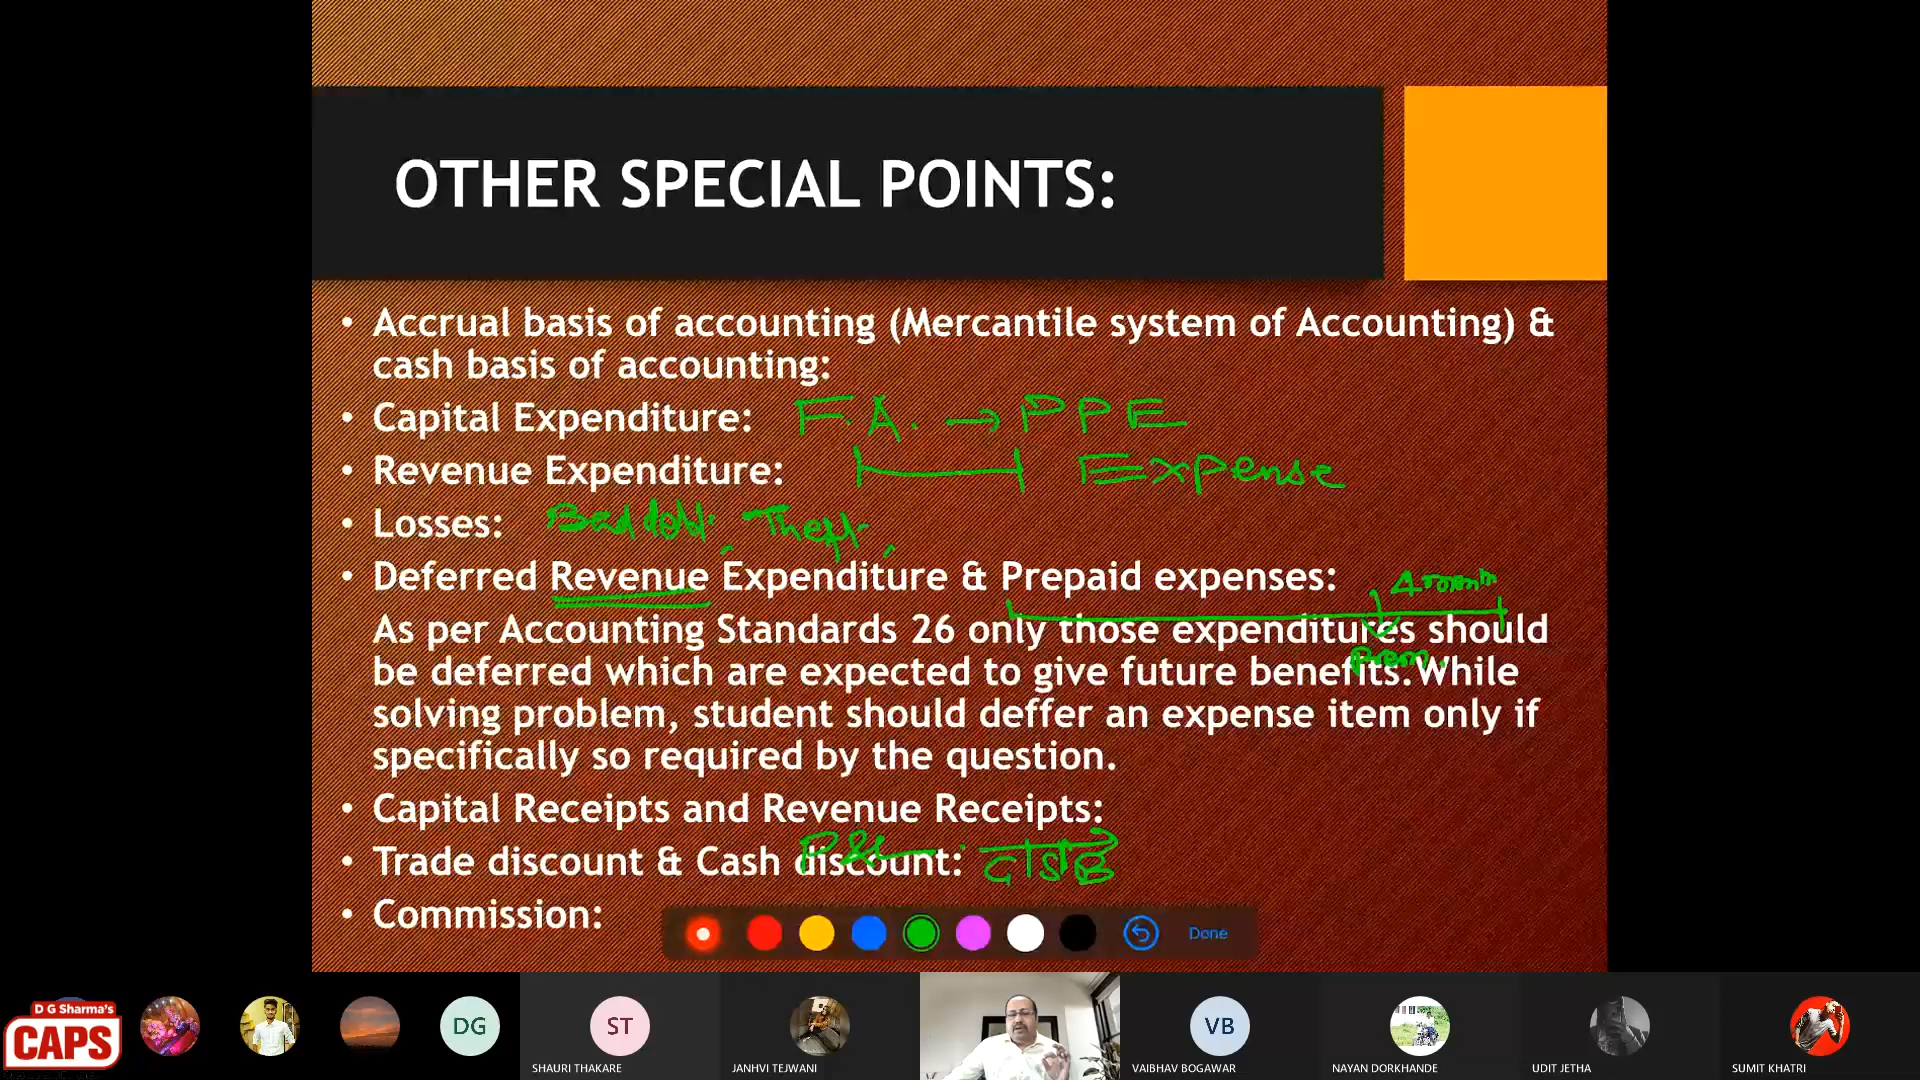 OTHER SPECIAL POINTS:
• Accrual basis of accounting (Mercantile system of Accounting) &
cash basis of accounting:
• Capital Expenditure: F.A. → PPE
• Revenue Expenditure: Expense
• Losses: Bad debt, Theft,
• Deferred Revenue Expenditure & Prepaid expenses:
As per Accounting Standards 26 only those expenditures should
be deferred which are expected to give future benefits.While
solving problem, student should deffer an expense item only if
specifically so required by the question.
• Capital Receipts and Revenue Receipts:
P&L
• Trade discount & Cash discount:
• Commission:
Done
D G Sharma's
CAPS
DG
ST
VB
SHAURI THAKARE
JANHVI TEJWANI
VAIBHAV BOGAWAR
NAYAN DORKHANDE
UDIT JETHA
SUMIT KHATRI